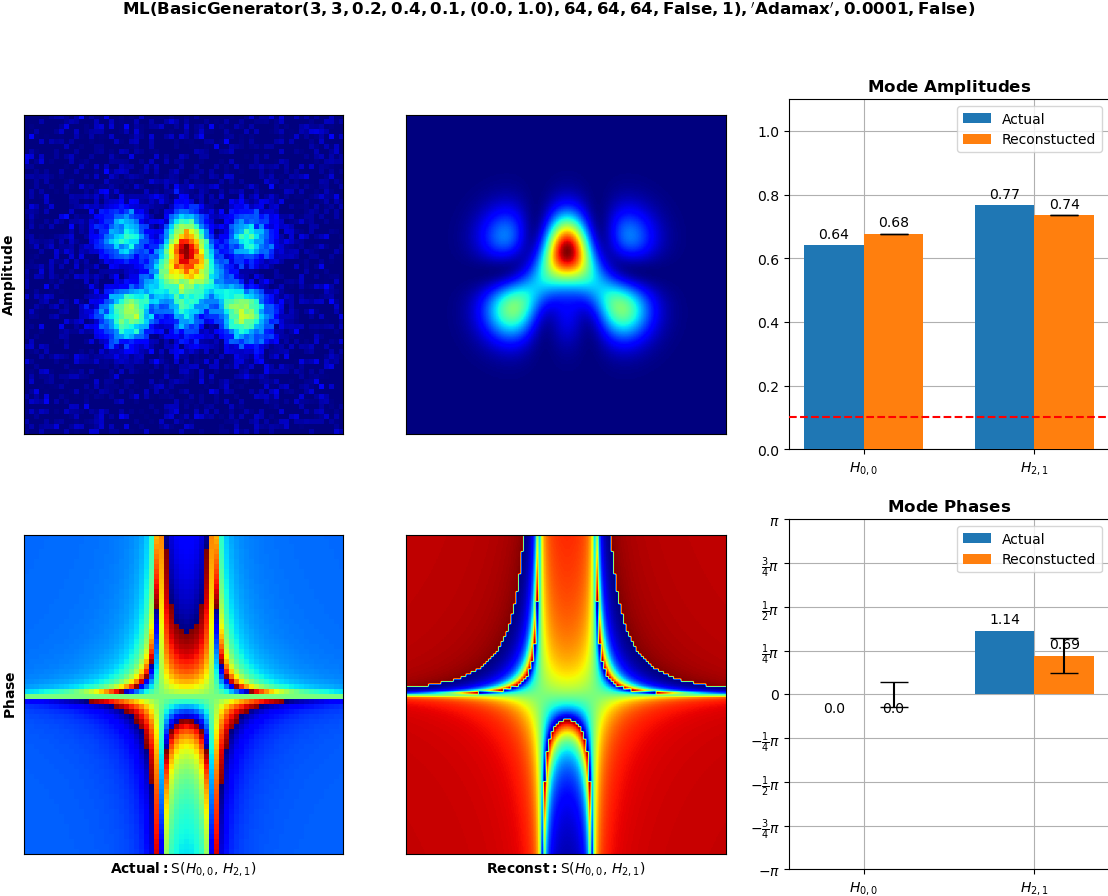 ML(BasicGenerator(3, 3, 0.2, 0.4, 0.1, (0.0, 1.0), 64, 64, 64, False, 1), ′Adamax′, 0.0001, False)
Amplitude
Mode Amplitudes
Actual
Reconstucted
1.0
0.8
0.6
0.4
0.2
0.0
0.64
0.68
0.77
0.74
H0,0
H2,1
Phase
Actual: S(H0,0, H2,1)
Reconst: S(H0,0, H2,1)
Mode Phases
Actual
Reconstucted
π
3/4π
1/2π
1/4π
0
−1/4π
−1/2π
−3/4π
−π
0.0
0.0
1.14
0.69
H0,0
H2,1